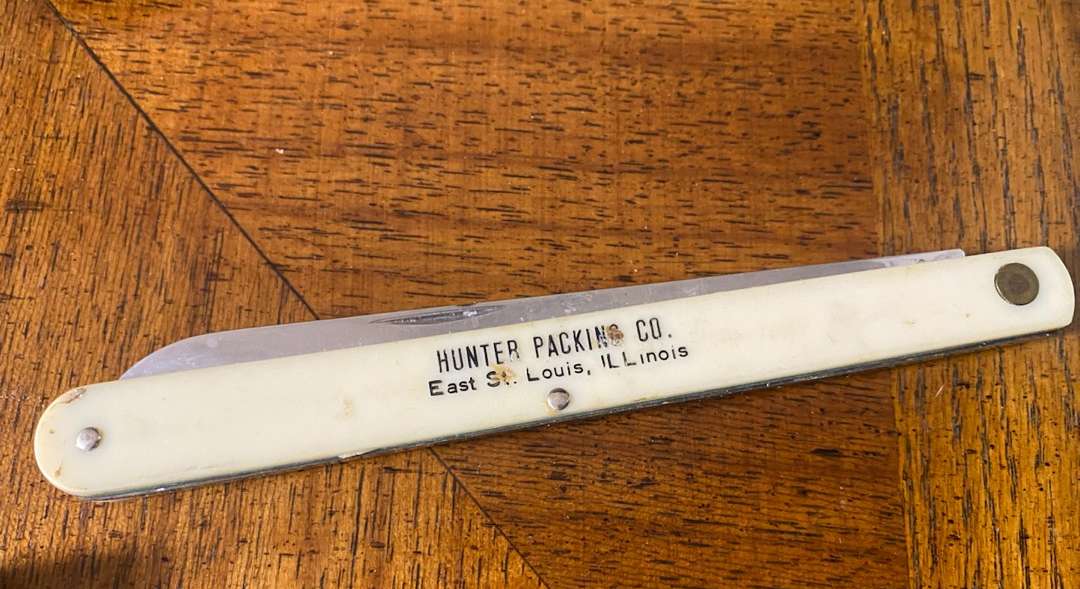 HUNTER PACKING CO.
East St. Louis, ILLinois